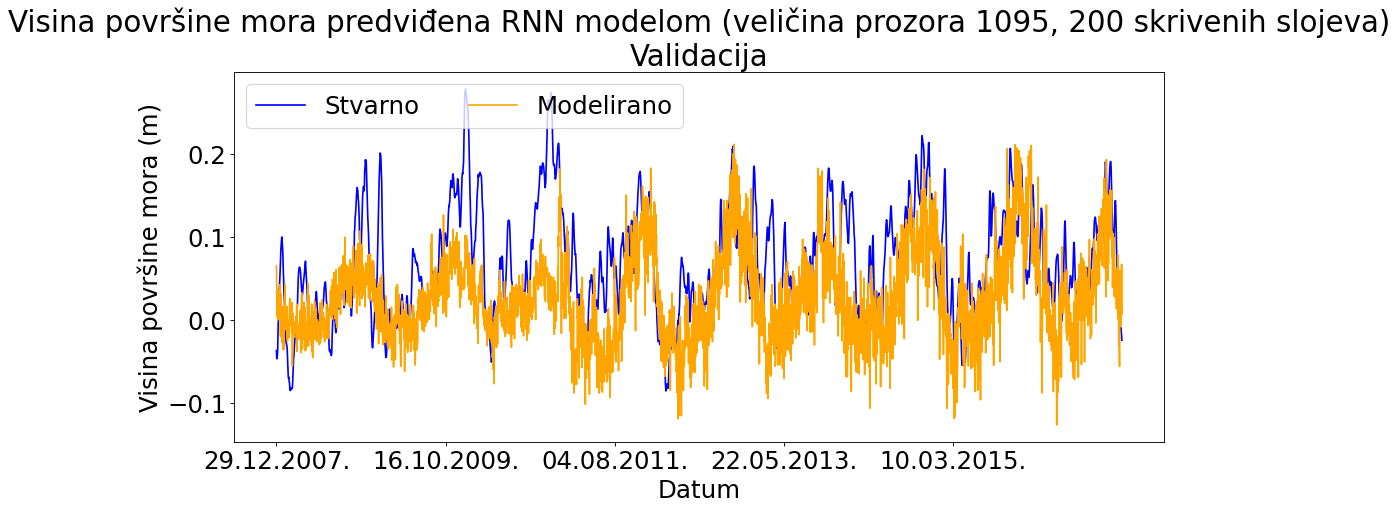 Visina površine mora predviđena RNN modelom (veličina prozora 1095, 200 skrivenih slojeva)
Validacija
Stvarno Modelirano
Visina površine mora (m)
0.2
0.1
0.0
−0.1
29.12.2007. 16.10.2009. 04.08.2011. 22.05.2013. 10.03.2015.
Datum